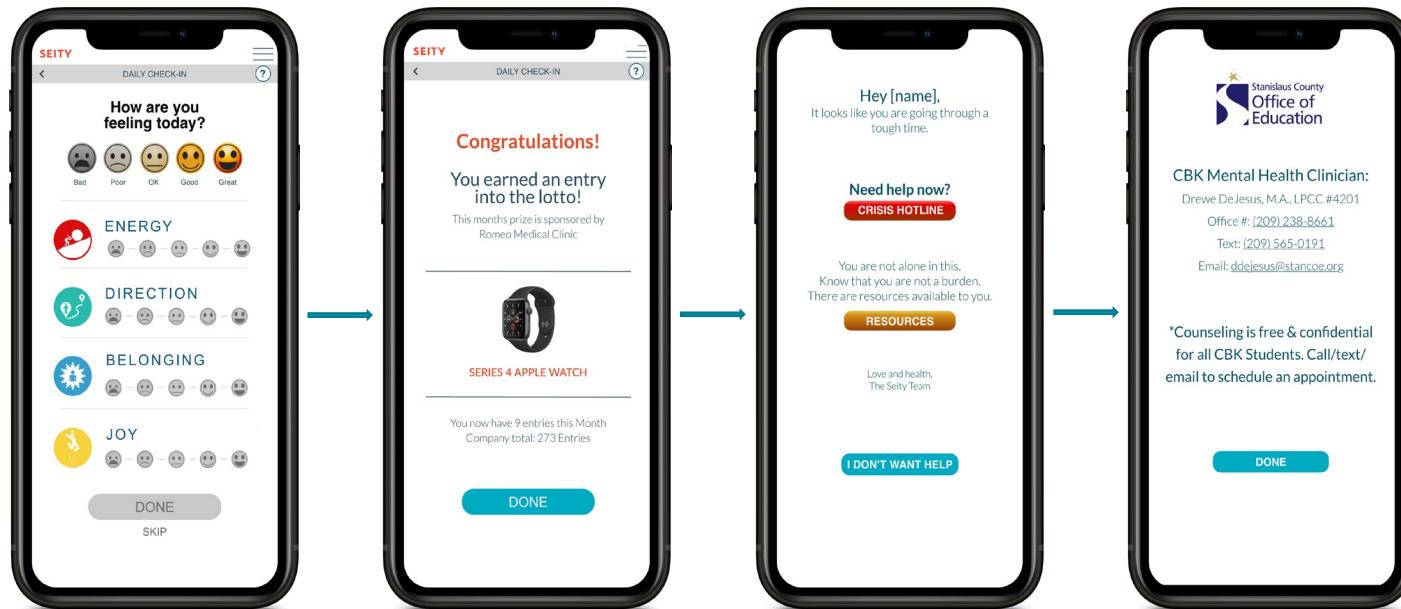 SEITY
DAILY CHECK-IN
?
How are you
feeling today?
Bad Poor OK Good Great
ENERGY
DIRECTION
BELONGING
JOY
DONE
SKIP
SEITY
DAILY CHECK-IN
?
Congratulations!
You earned an entry
into the lotto!
This months prize is sponsored by
Romeo Medical Clinic
SERIES 4 APPLE WATCH
You now have 9 entries this Month
Company total: 273 Entries
DONE
Hey [name],
It looks like you are going through a
tough time.
Need help now?
CRISIS HOTLINE
You are not alone in this.
Know that you are not a burden.
There are resources available to you.
RESOURCES
Love and health,
The Seity Team
I DON'T WANT HELP
Stanislaus County
Office of
Education
CBK Mental Health Clinician:
Drewe DeJesus, M.A., LPCC #4201
Office #: (209) 238-8661
Text: (209) 565-0191
Email: ddejesus@stancoe.org
*Counseling is free & confidential
for all CBK Students. Call/text/
email to schedule an appointment.
DONE